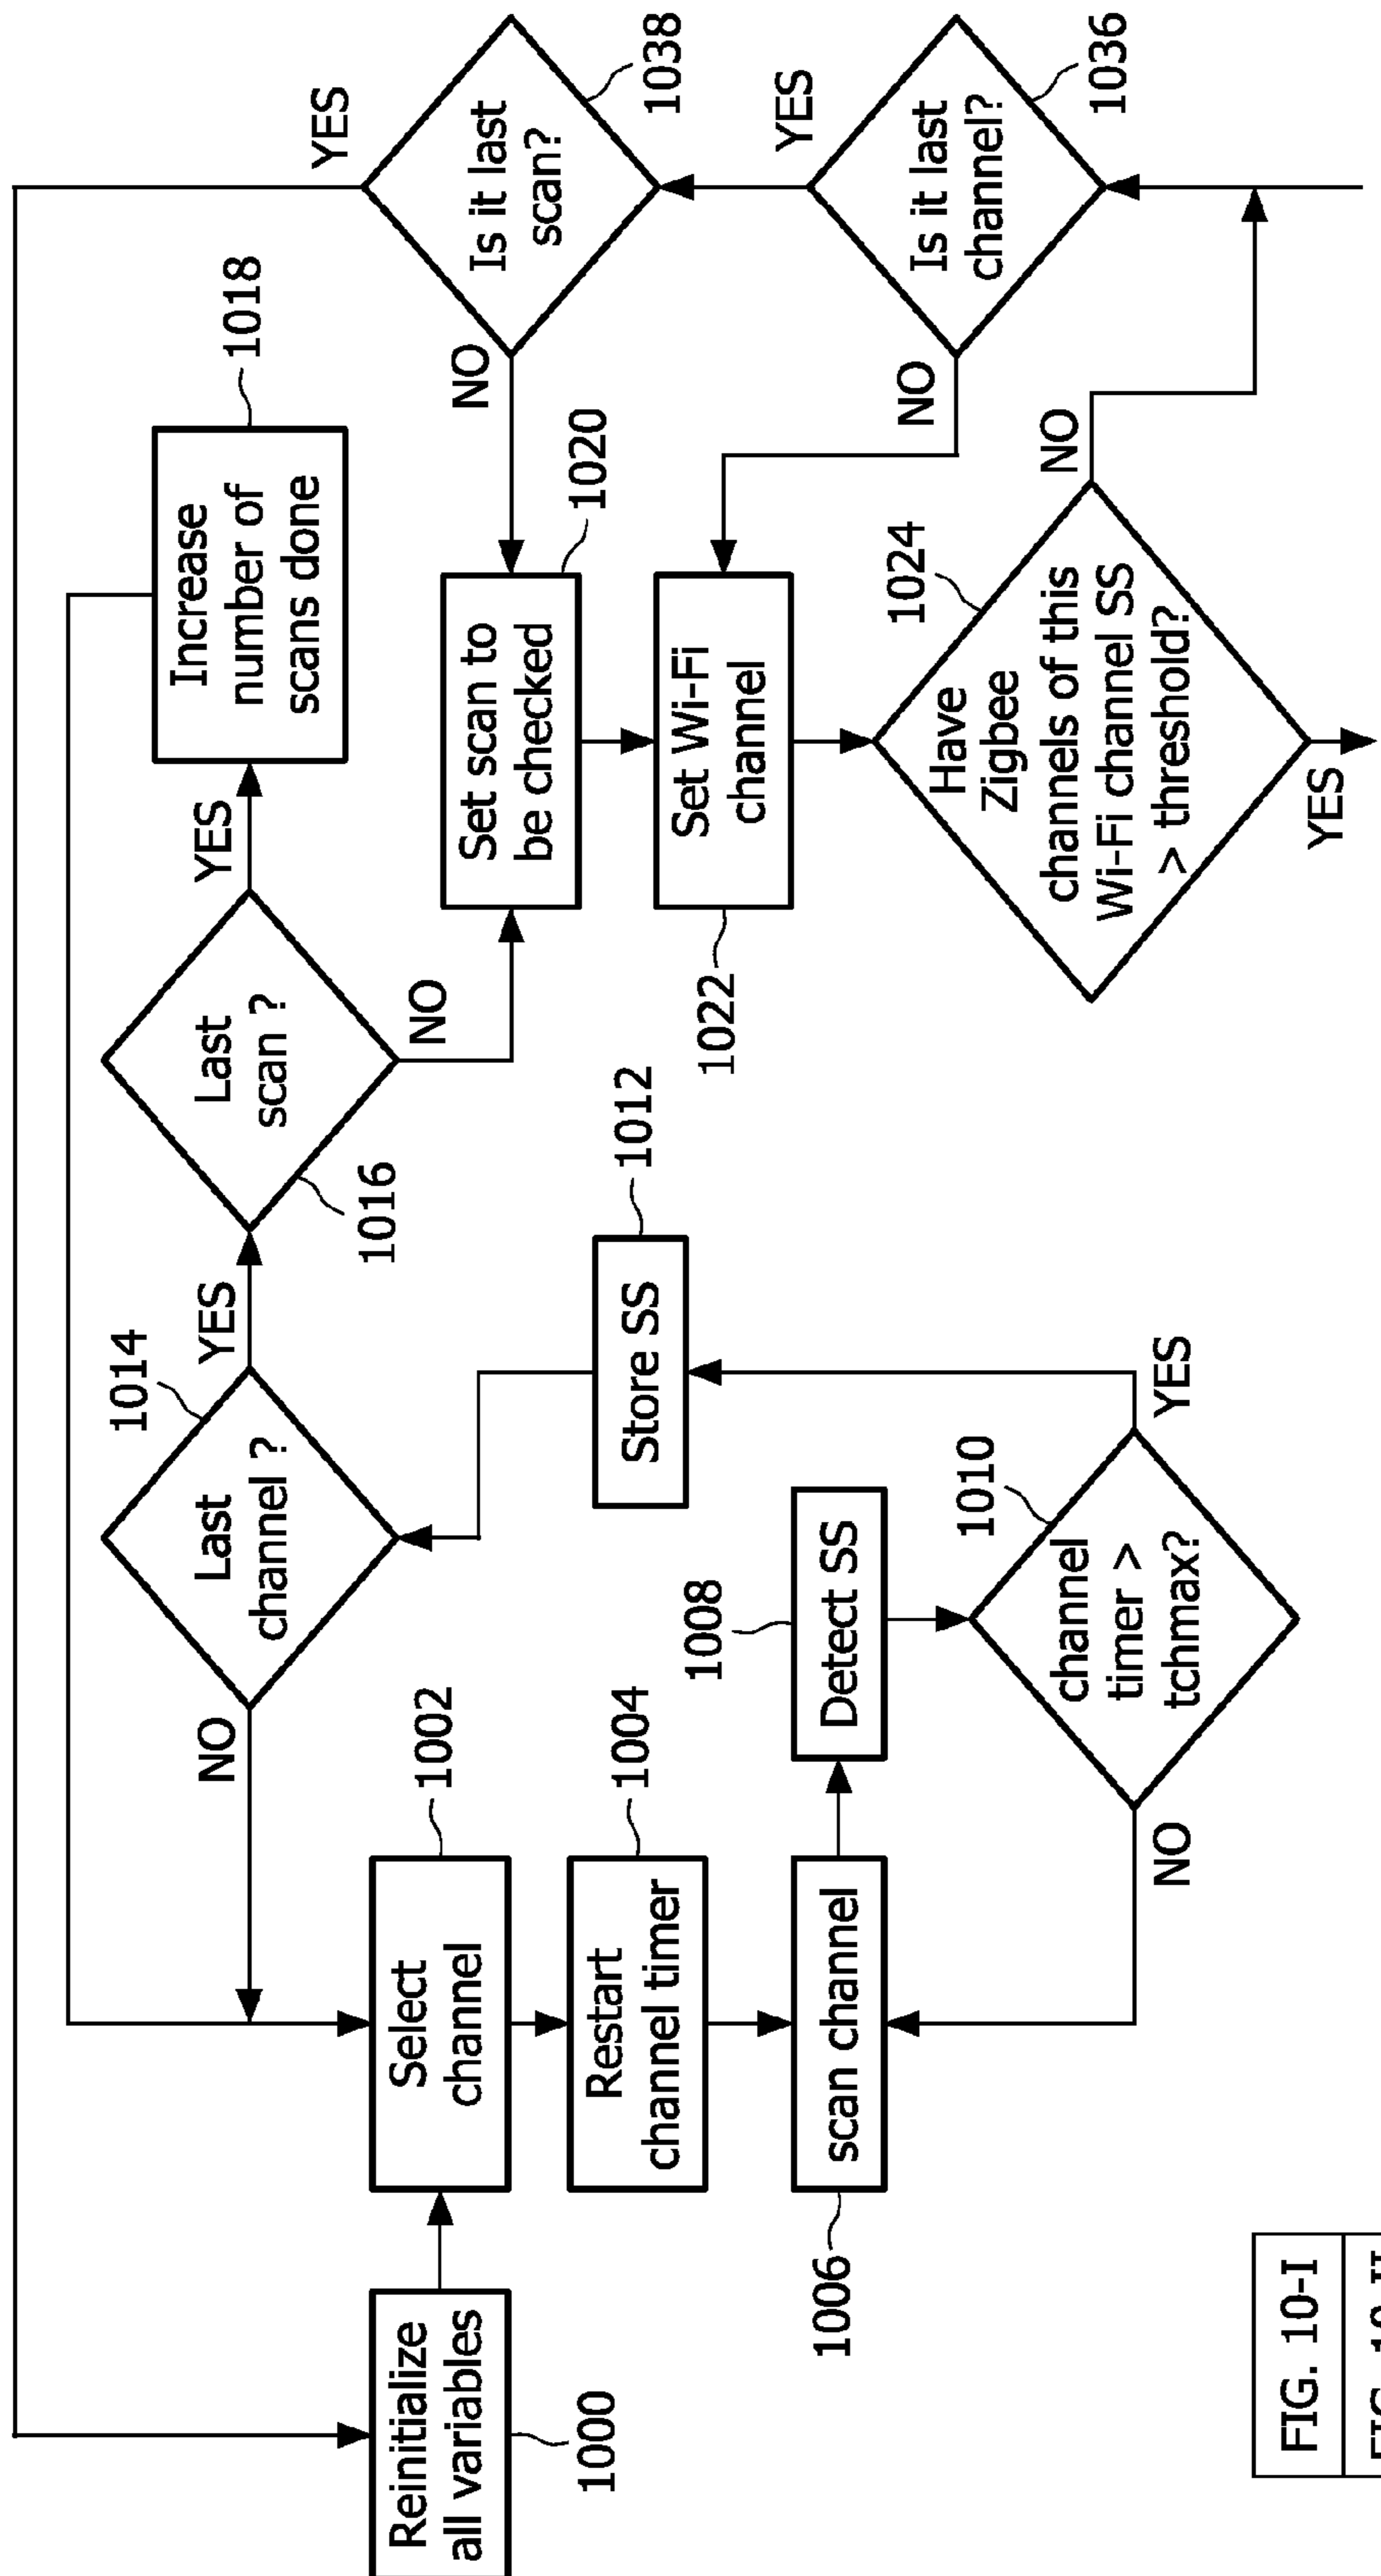 Reinitialize
all variables
1000
Select
channel
1002
Restart
channel timer
1004
scan channel
1006
Detect SS
1008
channel
timer >
tchmax?
1010
NO
YES
Store SS
1012
Last
channel ?
1014
NO
YES
Last
scan ?
1016
YES
NO
Increase
number of
scans done
1018
Set scan to
be checked
1020
Set Wi-Fi
channel
1022
Have
Zigbee
channels of this
Wi-Fi channel SS
> threshold?
1024
NO
YES
Is it last
channel?
1036
NO
YES
Is it last
scan?
1038
NO
YES
FIG. 10-I
FIG. 10-II